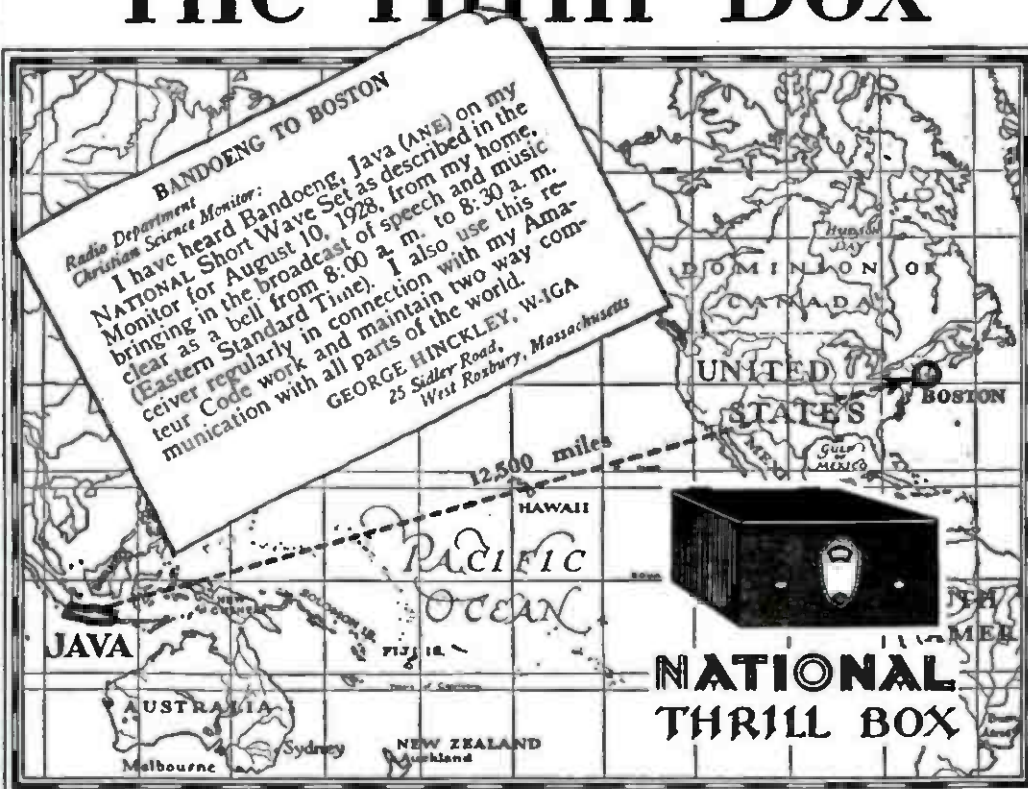 The Thrill Box
BANDOENG TO BOSTON
Radio Department
Christian Science Monitor:
I have heard Bandoeng, Java (ANE) on my
NATIONAL Short Wave Set as described in the
Monitor for August 10, 1928, from my home,
bringing in the broadcast of speech and music
clear as a bell from 8:00 a. m. to 8:30 a. m.
(Eastern Standard Time). I also use this re-
ceiver regularly in connection with my Ama-
teur Code work and maintain two way com-
munication with all parts of the world.
GEORGE HINCKLEY, W-IGA
25 Sidley Road,
West Roxbury, Massachusetts
HUDSON
BAY
DOMINION OF
CANADA
UNITED
STATES
BOSTON
MEX
GULF
OF
MEXICO
12,500 miles
HAWAII
PACIFIC
OCEAN
SOLOMON IS.
JAVA
FIJI IS.
AMER
NATIONAL
THRILL BOX
AUSTRALIA
Sydney
Melbourne
NEW ZEALAND
Auckland